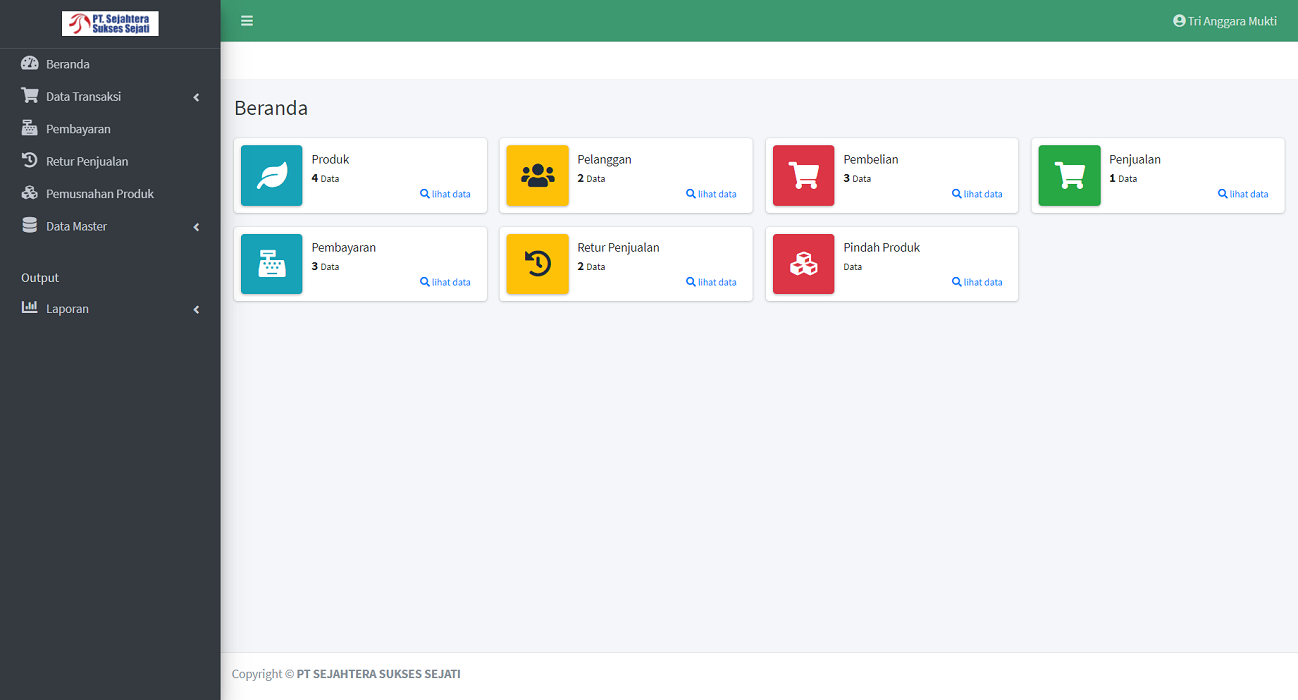 PT. Sejahtera
Sukses Sejati
Tri Anggara Mukti
Beranda
Data Transaksi
Pembayaran
Retur Penjualan
Pemusnahan Produk
Data Master
Output
Laporan
Beranda
Produk
4 Data
lihat data
Pelanggan
2 Data
lihat data
Pembelian
3 Data
lihat data
Penjualan
1 Data
lihat data
Pembayaran
3 Data
lihat data
Retur Penjualan
2 Data
lihat data
Pindah Produk
Data
lihat data
Copyright © PT SEJAHTERA SUKSES SEJATI